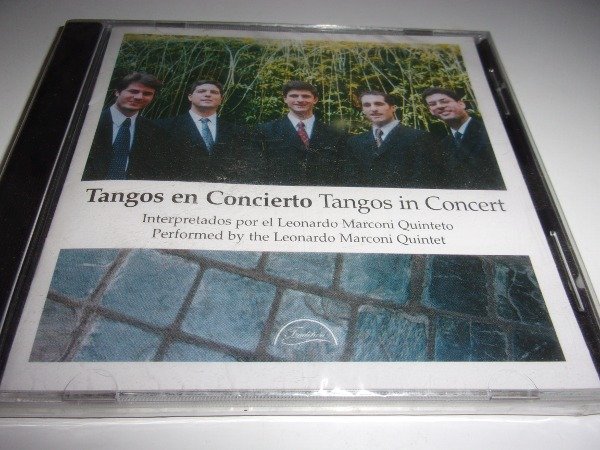 Tangos en Concierto Tangos in Concert
Interpretados por el Leonardo Marconi Quinteto
Performed by the Leonardo Marconi Quintet